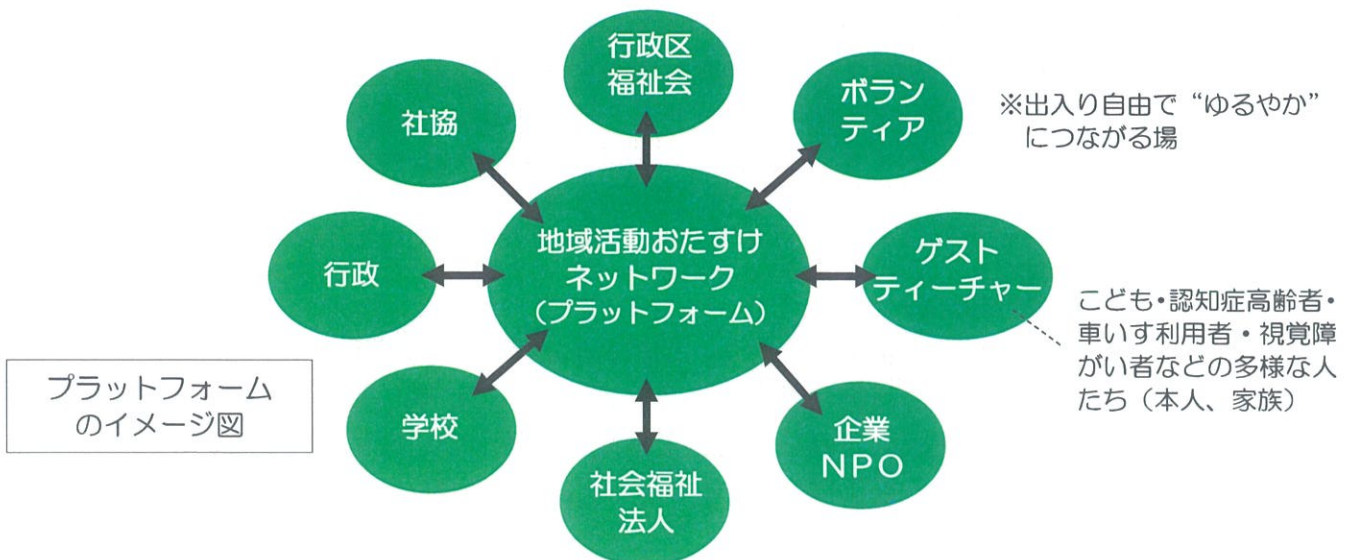 行政区
福祉会
ボラン
ティア
※出入り自由で“ゆるやか”
につながる場
社協
地域活動おたすけ
ネットワーク
（プラットフォーム）
行政
ゲスト
ティーチャー
こども・認知症高齢者・
車いす利用者・視覚障
がい者などの多様な人
たち（本人、家族）
プラットフォーム
のイメージ図
学校
企業
ＮＰＯ
社会福祉
法人